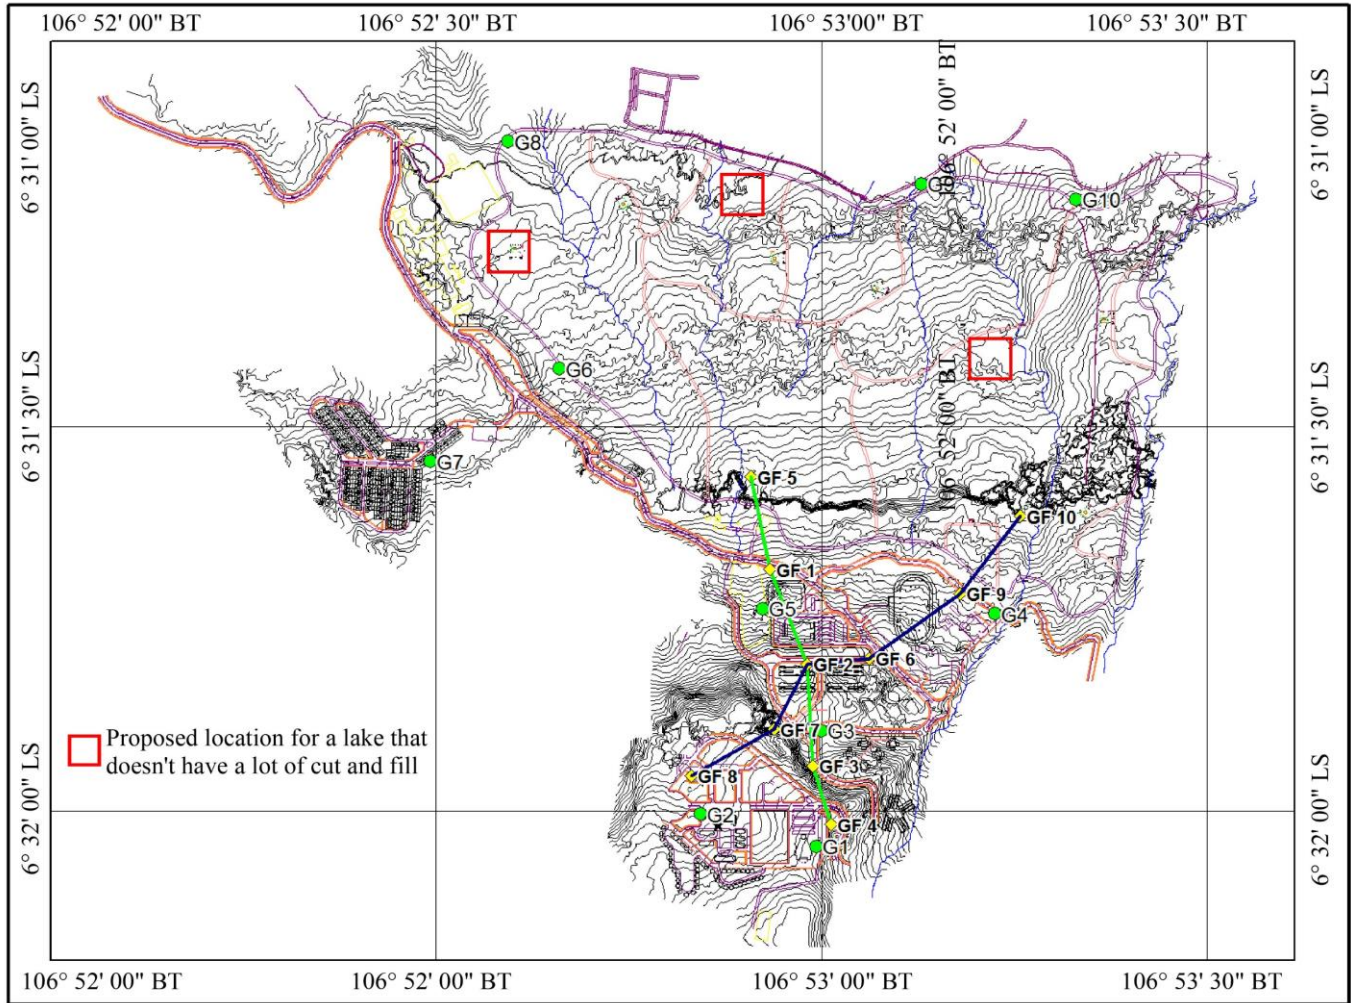 106° 52' 00" BT
106° 52' 30" BT
106° 53' 00" BT
106° 53' 30" BT
6° 31' 00" LS
106° 52' 00" BT
6° 31' 00" LS
G8
G10
G6
6° 31' 30" LS
106° 52' 00" BT
6° 31' 30" LS
G7
GF 5
GF 10
GF 1
GF 9
G5
G4
GF 2
GF 6
GF 7
G3
Proposed location for a lake that
doesn't have a lot of cut and fill
GF 3
GF 8
6° 32' 00" LS
G2
GF 4
6° 32' 00" LS
G1
106° 52' 00" BT
106° 52' 00" BT
106° 53' 00" BT
106° 53' 30" BT